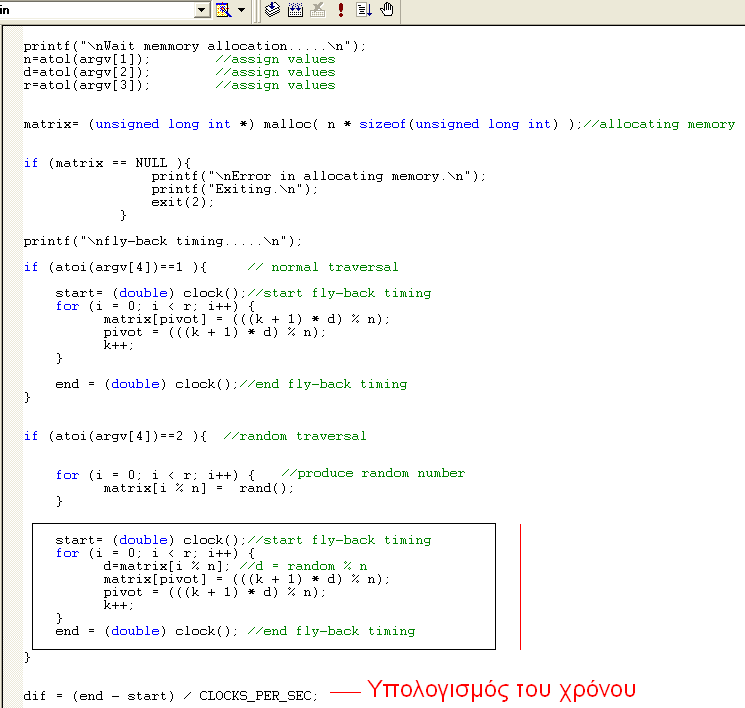 in
printf("\nWait memmory allocation.....\n");
n=atol(argv[1]);        //assign values
d=atol(argv[2]);        //assign values
r=atol(argv[3]);        //assign values
matrix= (unsigned long int *) malloc( n * sizeof(unsigned long int) );//allocating memory
if (matrix == NULL ){
printf("\nError in allocating memory.\n");
printf("Exiting.\n");
exit(2);
}
printf("\nfly-back timing.....\n");
if (atoi(argv[4])==1 ){     // normal traversal
start= (double) clock();//start fly-back timing
for (i = 0; i < r; i++) {
matrix[pivot] = (((k + 1) * d) % n);
pivot = (((k + 1) * d) % n);
k++;
}
end = (double) clock();//end fly-back timing
}
if (atoi(argv[4])==2 ){  //random traversal
for (i = 0; i < r; i++) {   //produce random number
matrix[i % n] =  rand();
}
start= (double) clock();//start fly-back timing
for (i = 0; i < r; i++) {
d=matrix[i % n]; //d = random % n
matrix[pivot] = (((k + 1) * d) % n);
pivot = (((k + 1) * d) % n);
k++;
}
end = (double) clock(); //end fly-back timing
}
dif = (end - start) / CLOCKS_PER_SEC; Υπολογισμός του χρόνου